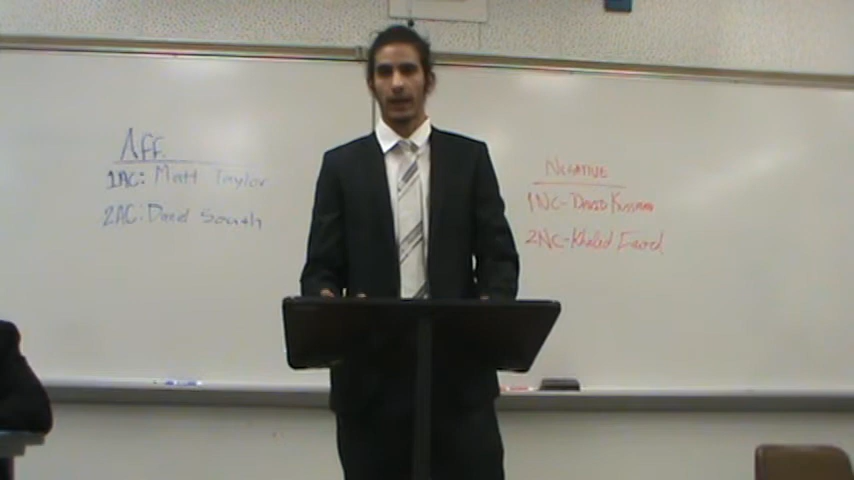 Aff.
1AC: Matt Taylor
2AC: David South
Negative
1NC- David
2NC- Khaled